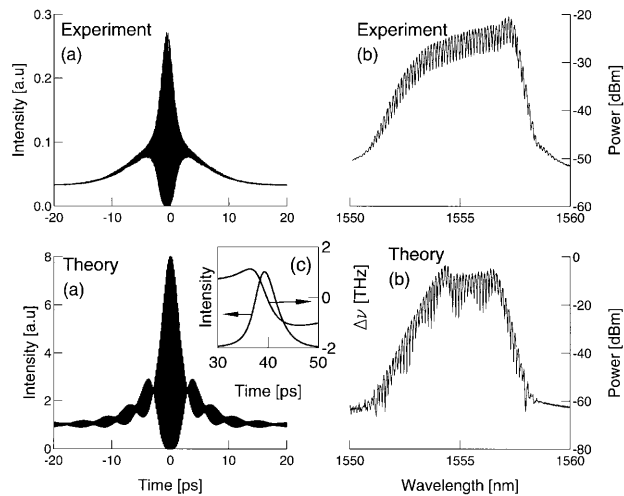 Experiment
(a)
Intensity [a.u]
0.3
0.2
0.1
0.0
-20
-10
0
10
20
Experiment
(b)
Power [dBm]
-20
-30
-40
-50
-60
1550
1555
1560
Theory
(a)
Intensity [a.u]
8
6
4
2
0
-20
-10
0
10
20
Time [ps]
(c)
Intensity
2
1
0
-1
-2
Δν [THz]
30
40
50
Time [ps]
Theory
(b)
Power [dBm]
0
-20
-40
-60
-80
1550
1555
1560
Wavelength [nm]